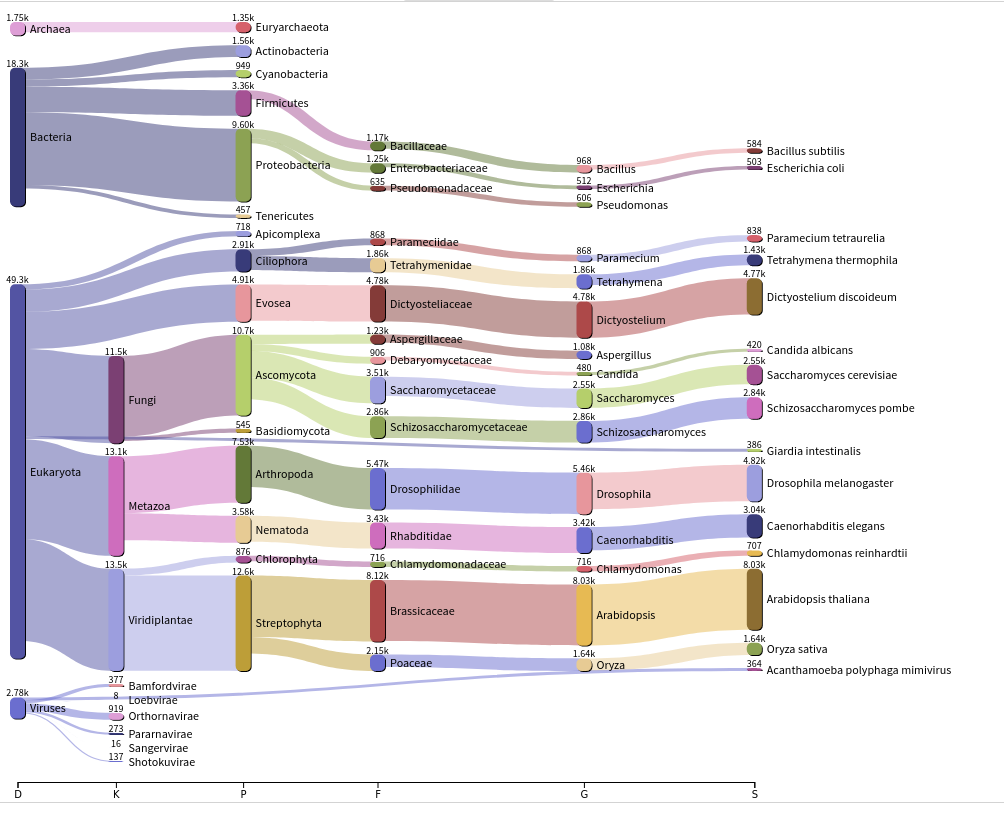 1.75k
Archaea
18.3k
Bacteria
49.3k
Eukaryota
2.78k
Viruses
11.5k
Fungi
13.1k
Metazoa
13.5k
Viridiplantae
377
Bamfordvirae
8
Loebvirae
919
Orthornavirae
273
Pararnavirae
16
Sangervirae
137
Shotokuvirae
1.35k
Euryarchaeota
1.56k
Actinobacteria
949
Cyanobacteria
3.36k
Firmicutes
9.60k
Proteobacteria
457
Tenericutes
718
Apicomplexa
2.91k
Ciliophora
4.91k
Evosea
10.7k
Ascomycota
545
Basidiomycota
7.53k
Arthropoda
3.58k
Nematoda
876
Chlorophyta
12.6k
Streptophyta
1.17k
Bacillaceae
1.25k
Enterobacteriaceae
635
Pseudomonadaceae
868
Parameciidae
1.86k
Tetrahymenidae
4.78k
Dictyosteliaceae
1.23k
Aspergillaceae
906
Debaryomycetaceae
3.51k
Saccharomycetaceae
2.86k
Schizosaccharomycetaceae
5.47k
Drosophilidae
3.43k
Rhabditidae
716
Chlamydomonadaceae
8.12k
Brassicaceae
2.15k
Poaceae
968
Bacillus
512
Escherichia
606
Pseudomonas
868
Paramecium
1.86k
Tetrahymena
4.78k
Dictyostelium
1.08k
Aspergillus
480
Candida
2.55k
Saccharomyces
2.86k
Schizosaccharomyces
5.46k
Drosophila
3.42k
Caenorhabditis
716
Chlamydomonas
8.03k
Arabidopsis
1.64k
Oryza
584
Bacillus subtilis
503
Escherichia coli
838
Paramecium tetraurelia
1.43k
Tetrahymena thermophila
4.77k
Dictyostelium discoideum
420
Candida albicans
2.55k
Saccharomyces cerevisiae
2.84k
Schizosaccharomyces pombe
386
Giardia intestinalis
4.82k
Drosophila melanogaster
3.04k
Caenorhabditis elegans
707
Chlamydomonas reinhardtii
8.03k
Arabidopsis thaliana
1.64k
Oryza sativa
364
Acanthamoeba polyphaga mimivirus
D K P F G S